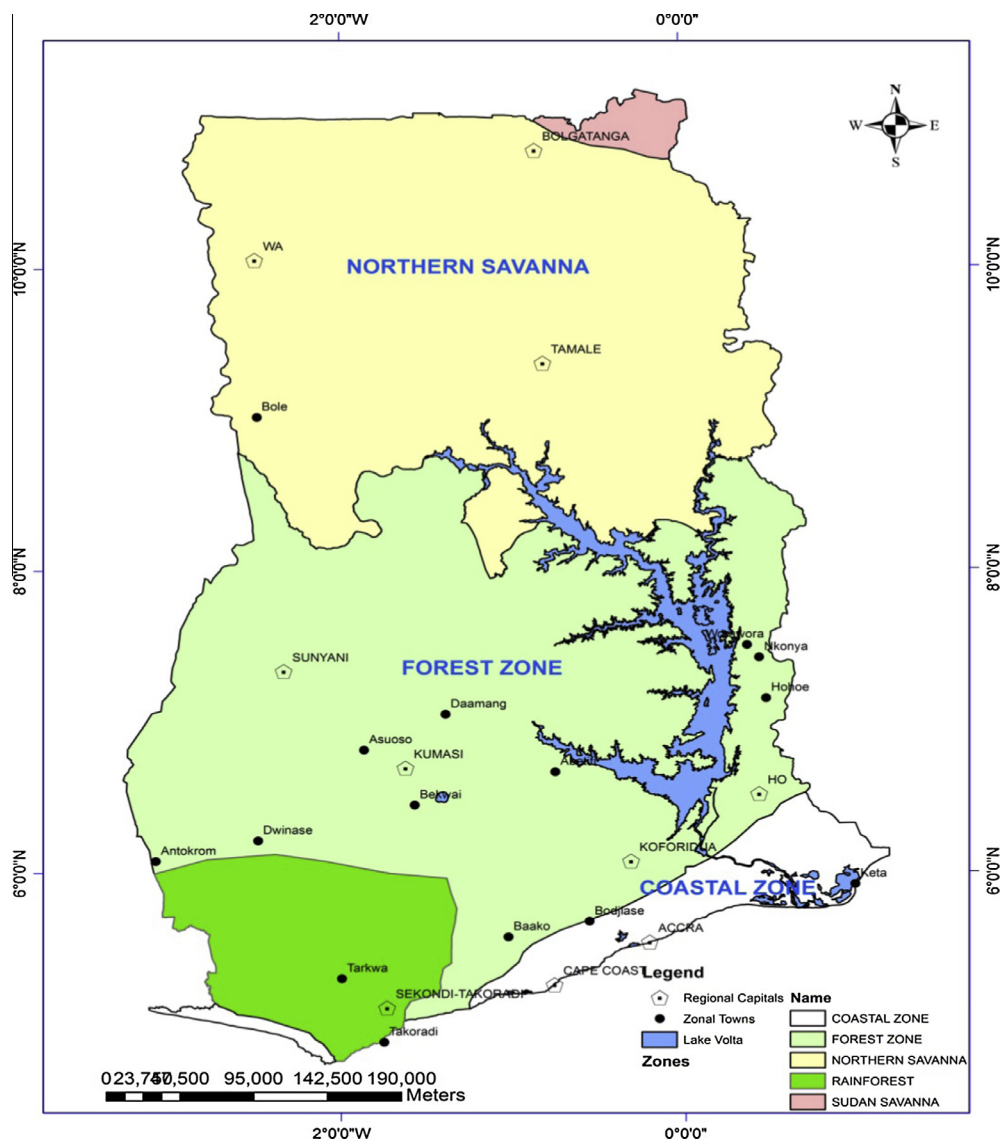 2°0'0"W 0°0'0"
N
W E
S
BOLGATANGA
WA
10°0'0"N 10°0'0"N
NORTHERN SAVANNA
TAMALE
Bole
8°0'0"N 8°0'0"N
Nkonya
SUNYANI
FOREST ZONE
Hohoe
Daamang
Asuoso
KUMASI
HO
Bekwai
Dwinase
KOFORIDUA
Antokrom
6°0'0"N 6°0'0"N
COASTAL ZONE
Keta
Bodjiase
Baako
ACCRA
Tarkwa
CAPE COAST
Legend
SEKONDI-TAKORADI
Regional Capitals Name
Zonal Towns COASTAL ZONE
Takoradi
Lake Volta FOREST ZONE
Zones NORTHERN SAVANNA
RAINFOREST
SUDAN SAVANNA
95,000 142,500 190,000
Meters
2°0'0"W 0°0'0"